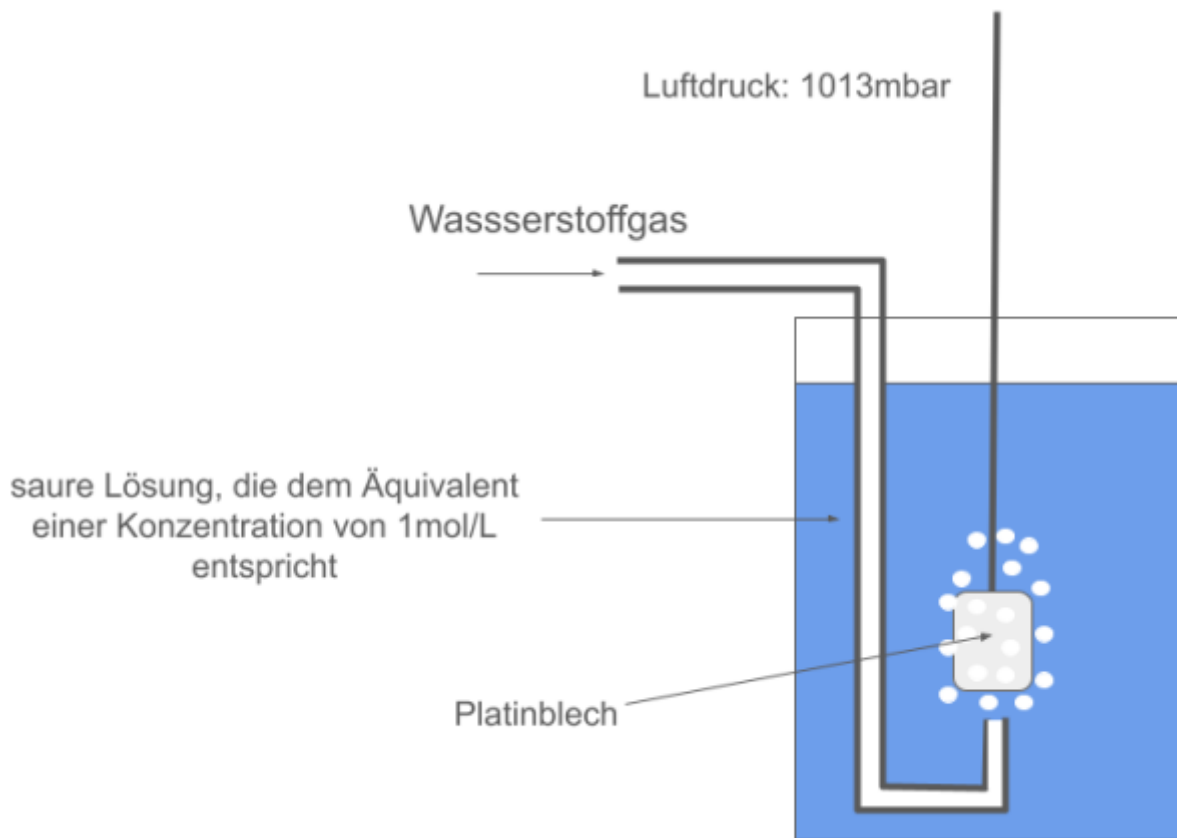 Luftdruck: 1013mbar
Wassserstoffgas
saure Lösung, die dem Äquivalent
einer Konzentration von 1mol/L
entspricht
Platinblech